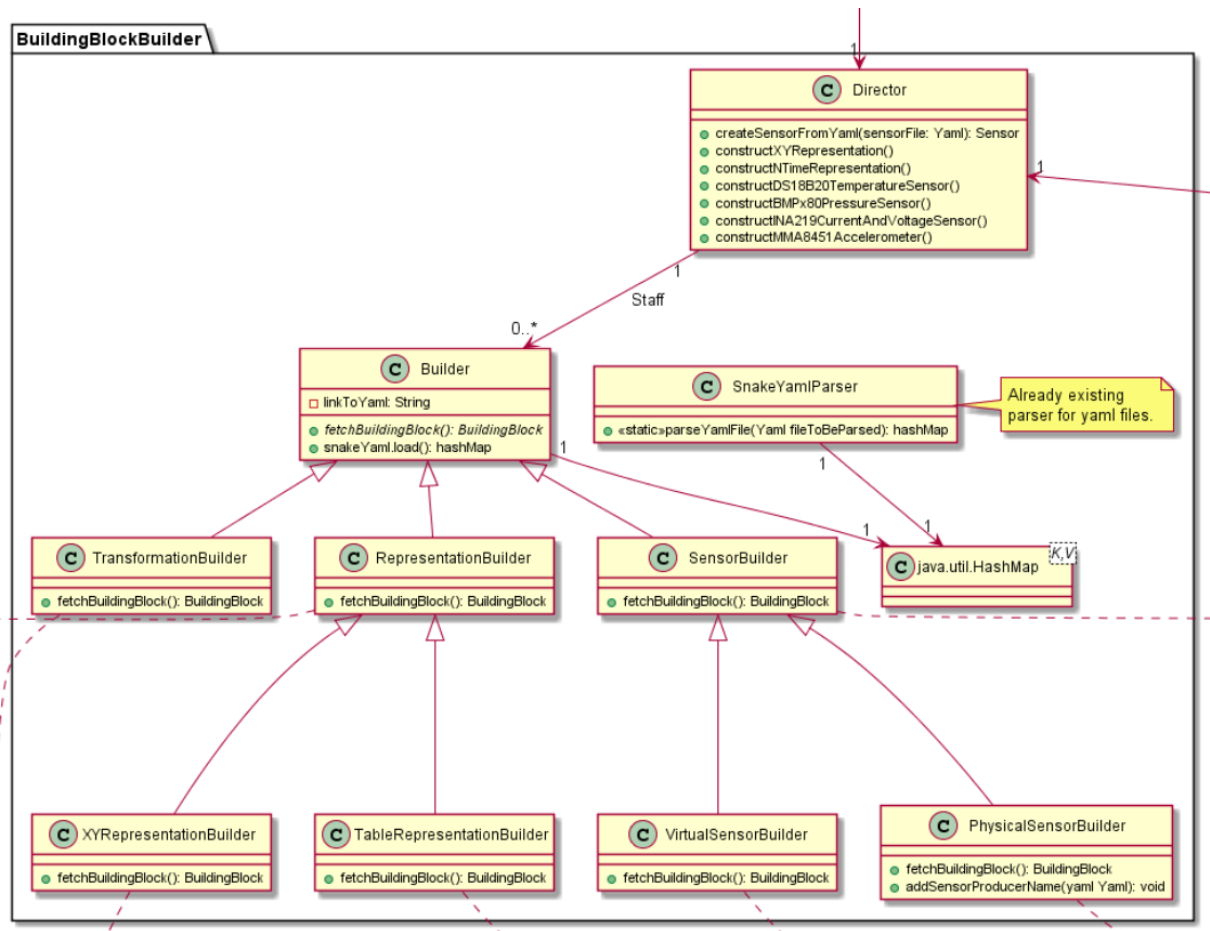 BuildingBlockBuilder
1
C Director
createSensorFromYaml(sensorFile: Yaml): Sensor
constructXYRepresentation()
constructNTimeRepresentation()
constructDS18B20TemperatureSensor()
constructBMPx80PressureSensor()
constructINA219CurrentAndVoltageSensor()
constructMMA8451Accelerometer()
1
1
Staff
0..*
C Builder
linkToYaml: String
fetchBuildingBlock(): BuildingBlock
snakeYaml.load(): hashMap
1
C SnakeYamlParser
«static»parseYamlFile(Yaml fileToBeParsed): hashMap
Already existing
parser for yaml files.
1
1
1
C TransformationBuilder
fetchBuildingBlock(): BuildingBlock
C RepresentationBuilder
fetchBuildingBlock(): BuildingBlock
C SensorBuilder
fetchBuildingBlock(): BuildingBlock
C java.util.HashMap
K,V
C XYRepresentationBuilder
fetchBuildingBlock(): BuildingBlock
C TableRepresentationBuilder
fetchBuildingBlock(): BuildingBlock
C VirtualSensorBuilder
fetchBuildingBlock(): BuildingBlock
C PhysicalSensorBuilder
fetchBuildingBlock(): BuildingBlock
addSensorProducerName(yaml Yaml): void